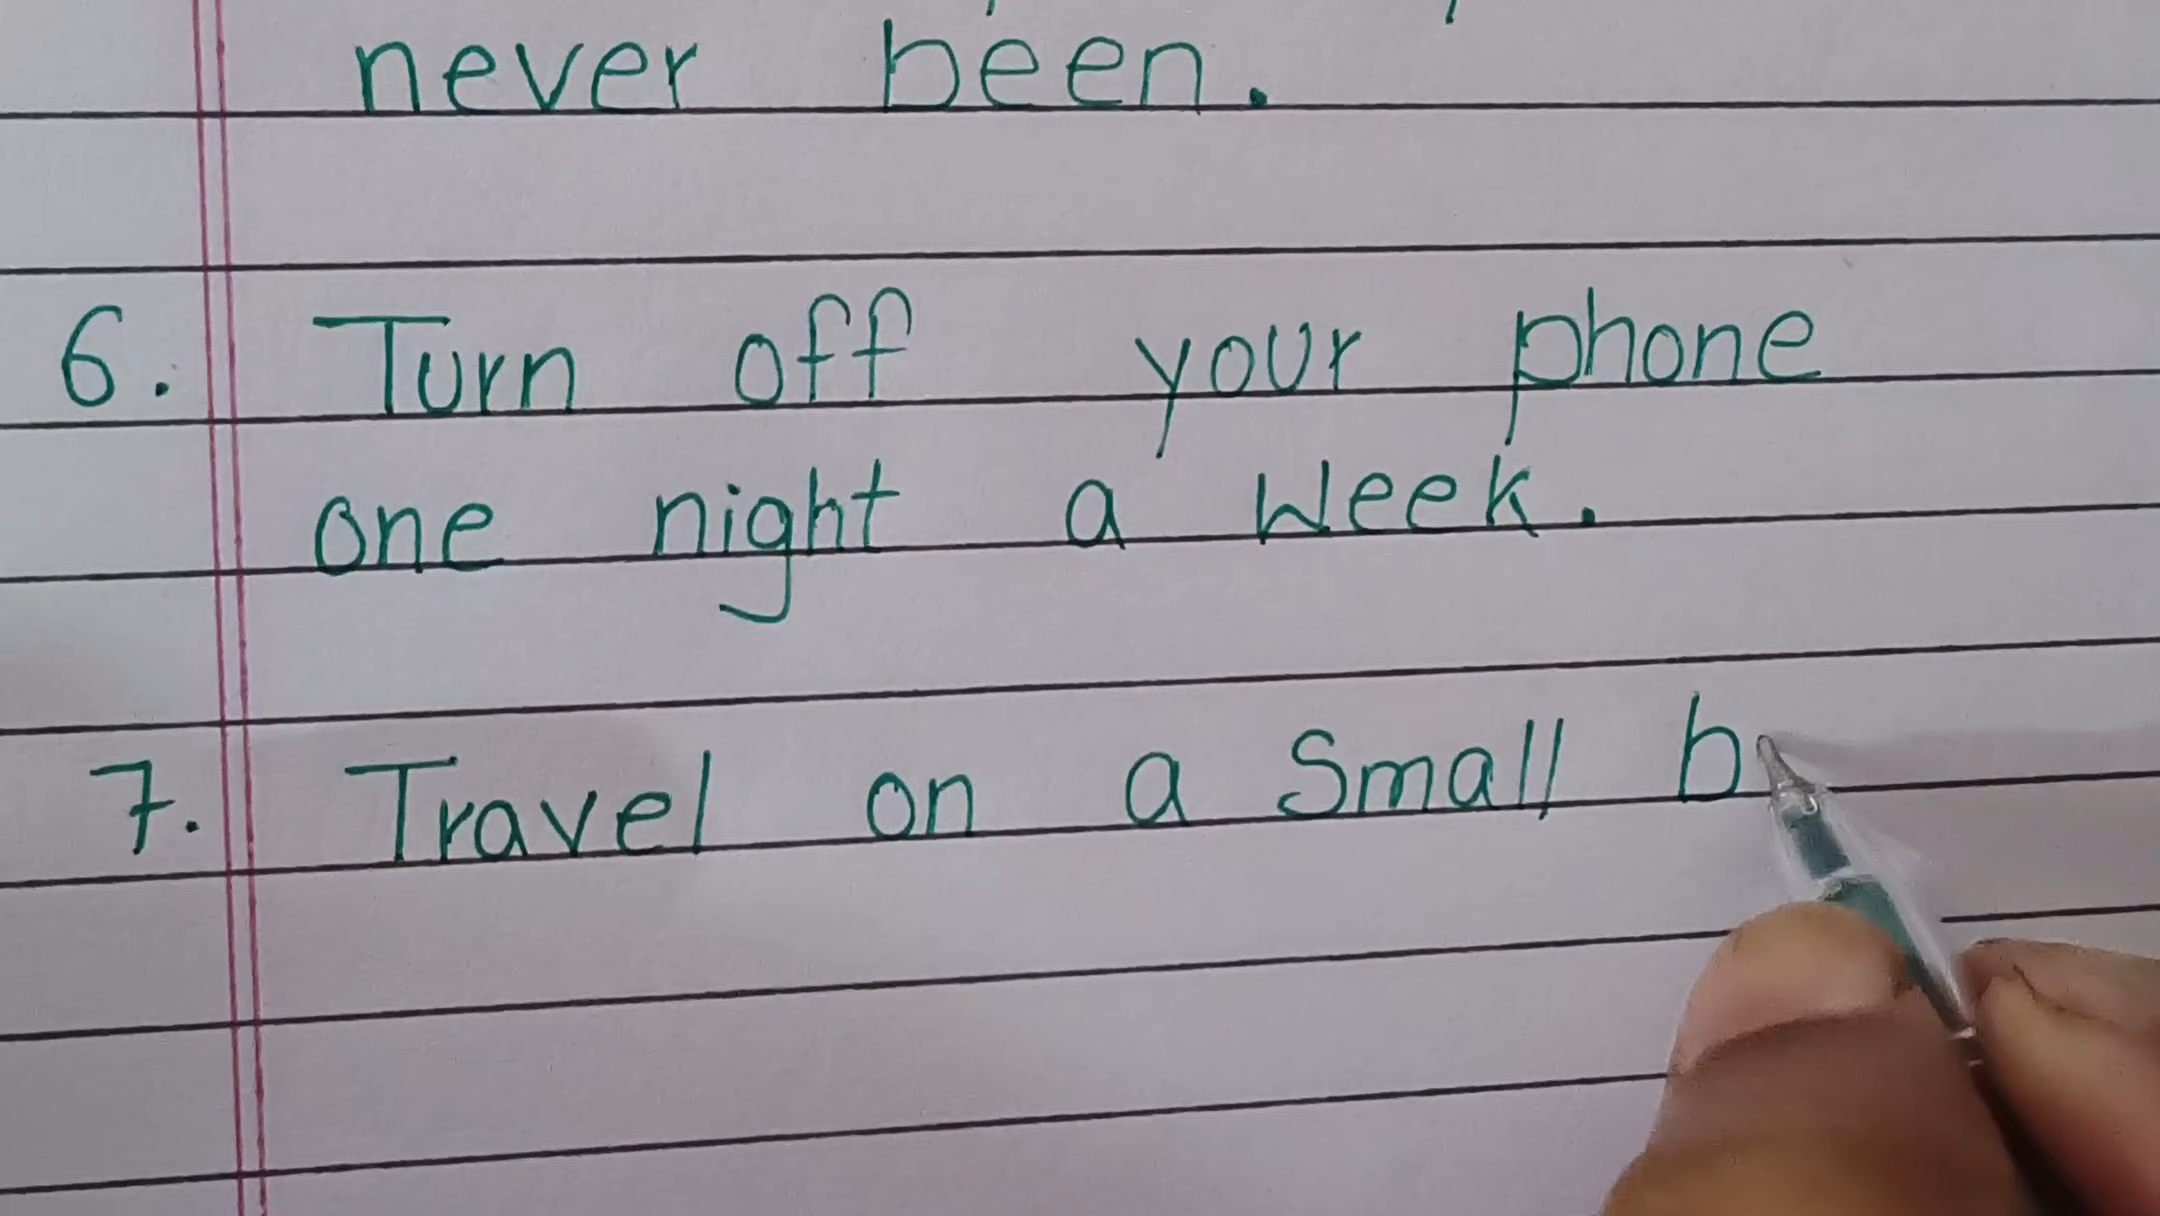 never been.
6. Turn off your phone
one night a week.
7. Travel on a Small b